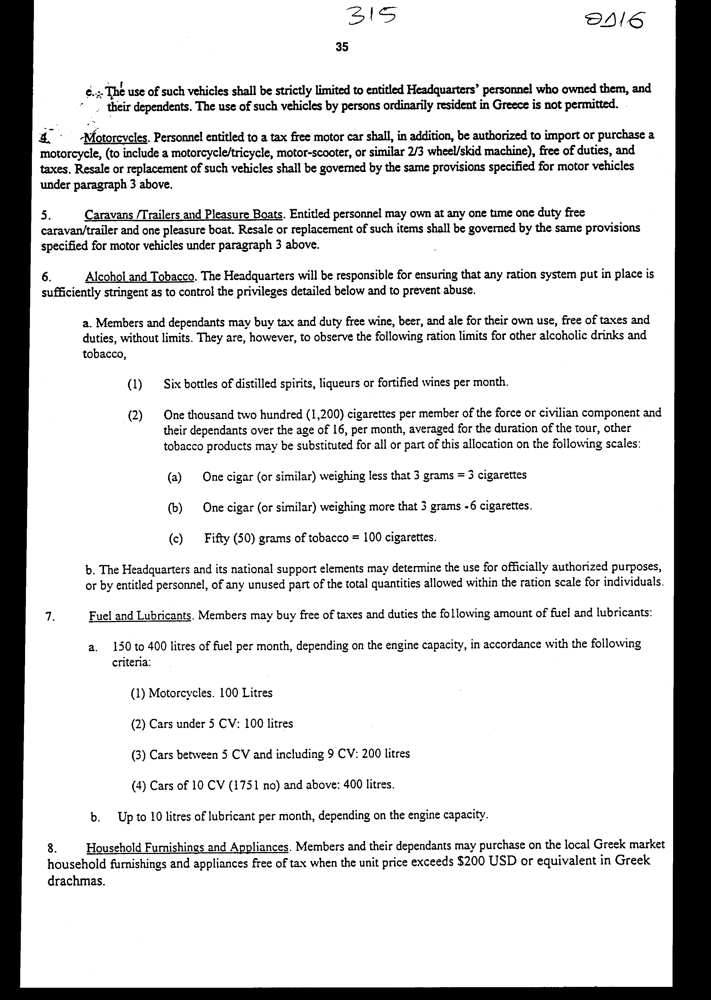 315
35
e. The use of such vehicles shall be strictly limited to entitled Headquarters' personnel who owned them, and
their dependents. The use of such vehicles by persons ordinarily resident in Greece is not permitted.
4. Motorcycles. Personnel entitled to a tax free motor car shall, in addition, be authorized to import or purchase a
motorcycle, (to include a motorcycle/tricycle, motor-scooter, or similar 2/3 wheel/skid machine), free of duties, and
taxes. Resale or replacement of such vehicles shall be governed by the same provisions specified for motor vehicles
under paragraph 3 above.
5. Caravans /Trailers and Pleasure Boats. Entitled personnel may own at any one time one duty free
caravan/trailer and one pleasure boat. Resale or replacement of such items shall be governed by the same provisions
specified for motor vehicles under paragraph 3 above.
6. Alcohol and Tobacco. The Headquarters will be responsible for ensuring that any ration system put in place is
sufficiently stringent as to control the privileges detailed below and to prevent abuse.
a. Members and dependants may buy tax and duty free wine, beer, and ale for their own use, free of taxes and
duties, without limits. They are, however, to observe the following ration limits for other alcoholic drinks and
tobacco,
(1) Six bottles of distilled spirits, liqueurs or fortified wines per month.
(2) One thousand two hundred (1,200) cigarettes per member of the force or civilian component and
their dependants over the age of 16, per month, averaged for the duration of the tour, other
tobacco products may be substituted for all or part of this allocation on the following scales:
(a) One cigar (or similar) weighing less that 3 grams = 3 cigarettes
(b) One cigar (or similar) weighing more that 3 grams - 6 cigarettes.
(c) Fifty (50) grams of tobacco = 100 cigarettes.
b. The Headquarters and its national support elements may determine the use for officially authorized purposes,
or by entitled personnel, of any unused part of the total quantities allowed within the ration scale for individuals.
7. Fuel and Lubricants. Members may buy free of taxes and duties the following amount of fuel and lubricants:
a. 150 to 400 litres of fuel per month, depending on the engine capacity, in accordance with the following
criteria:
(1) Motorcycles. 100 Litres
(2) Cars under 5 CV: 100 litres
(3) Cars between 5 CV and including 9 CV: 200 litres
(4) Cars of 10 CV (1751 no) and above: 400 litres.
b. Up to 10 litres of lubricant per month, depending on the engine capacity.
8. Household Furnishings and Appliances. Members and their dependants may purchase on the local Greek market
household furnishings and appliances free of tax when the unit price exceeds $200 USD or equivalent in Greek
drachmas.